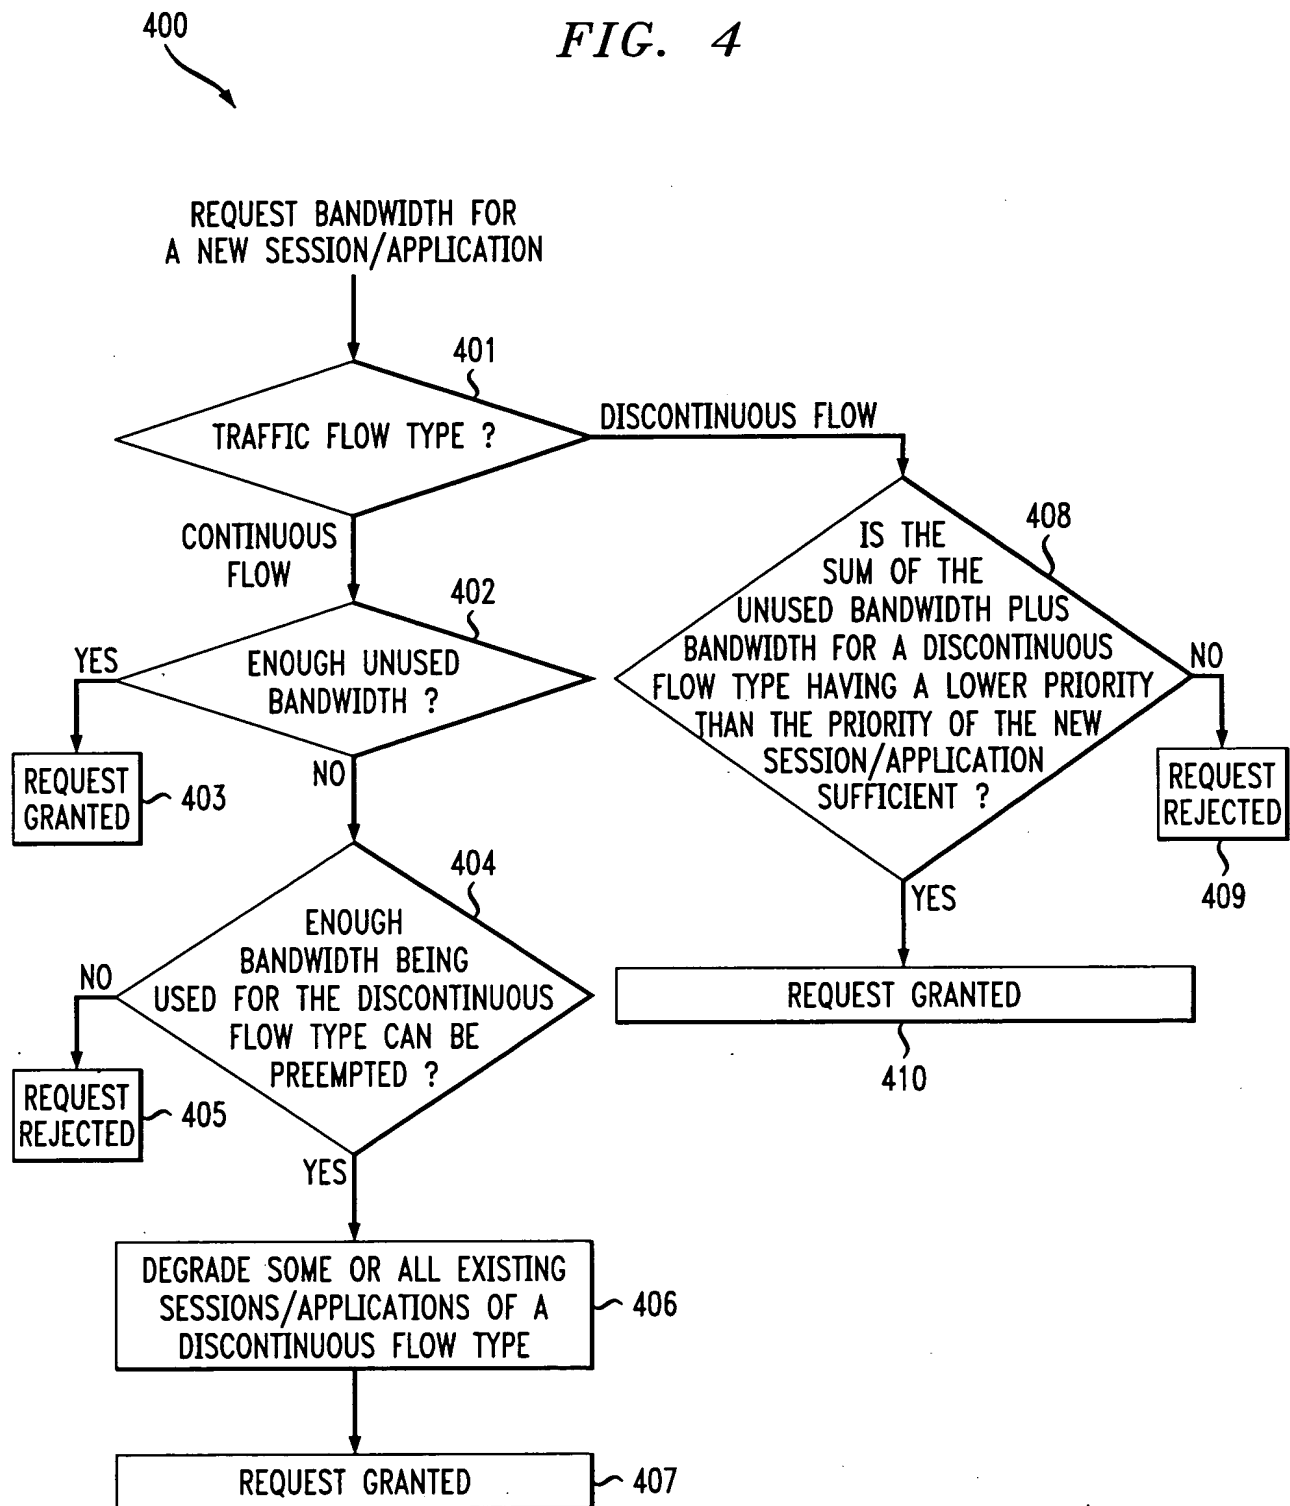 400
FIG. 4
REQUEST BANDWIDTH FOR
A NEW SESSION/APPLICATION
401
TRAFFIC FLOW TYPE ?
DISCONTINUOUS FLOW
CONTINUOUS
FLOW
402
ENOUGH UNUSED
BANDWIDTH ?
YES
REQUEST
GRANTED
403
NO
404
ENOUGH
BANDWIDTH BEING
USED FOR THE DISCONTINUOUS
FLOW TYPE CAN BE
PREEMPTED ?
NO
REQUEST
REJECTED
405
YES
DEGRADE SOME OR ALL EXISTING
SESSIONS/APPLICATIONS OF A
DISCONTINUOUS FLOW TYPE
406
REQUEST GRANTED
407
408
IS THE
SUM OF THE
UNUSED BANDWIDTH PLUS
BANDWIDTH FOR A DISCONTINUOUS
FLOW TYPE HAVING A LOWER PRIORITY
THAN THE PRIORITY OF THE NEW
SESSION/APPLICATION
SUFFICIENT ?
NO
REQUEST
REJECTED
409
YES
REQUEST GRANTED
410